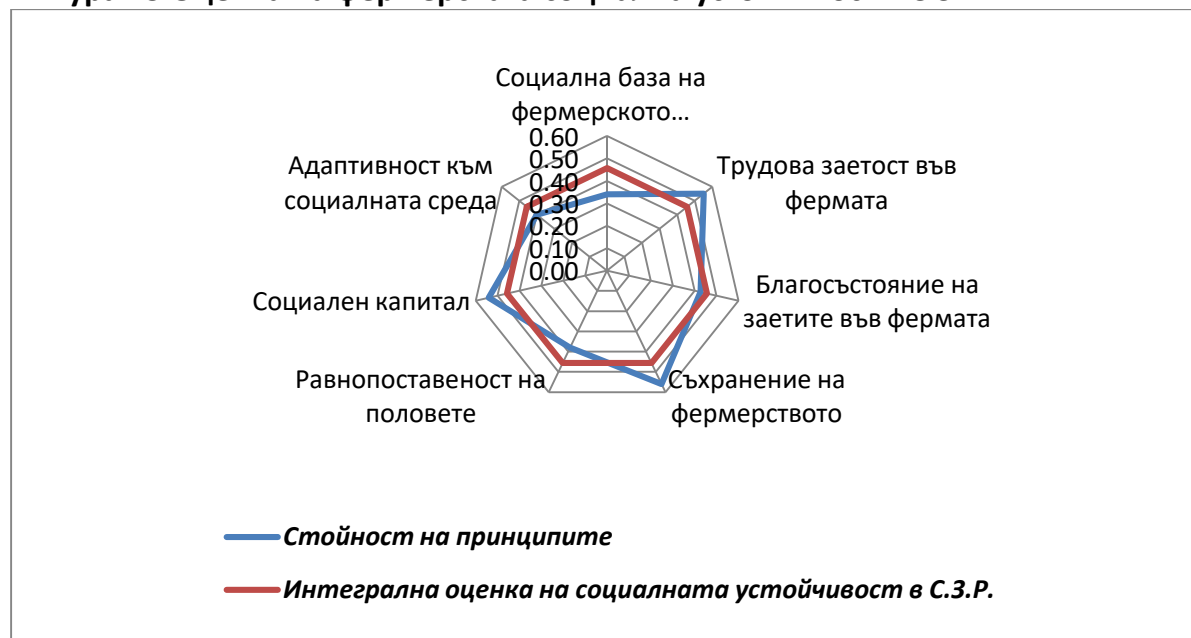 Социална база на
фермерското...
0.60
0.50
0.40
0.30
0.20
0.10
0.00
Трудова заетост във
фермата
Благосъстояние на
заетите във фермата
Съхранение на
фермерството
Равнопоставеност на
половете
Социален капитал
Адаптивност към
социалната среда
Стойност на принципите
Интегрална оценка на социалната устойчивост в С.З.Р.